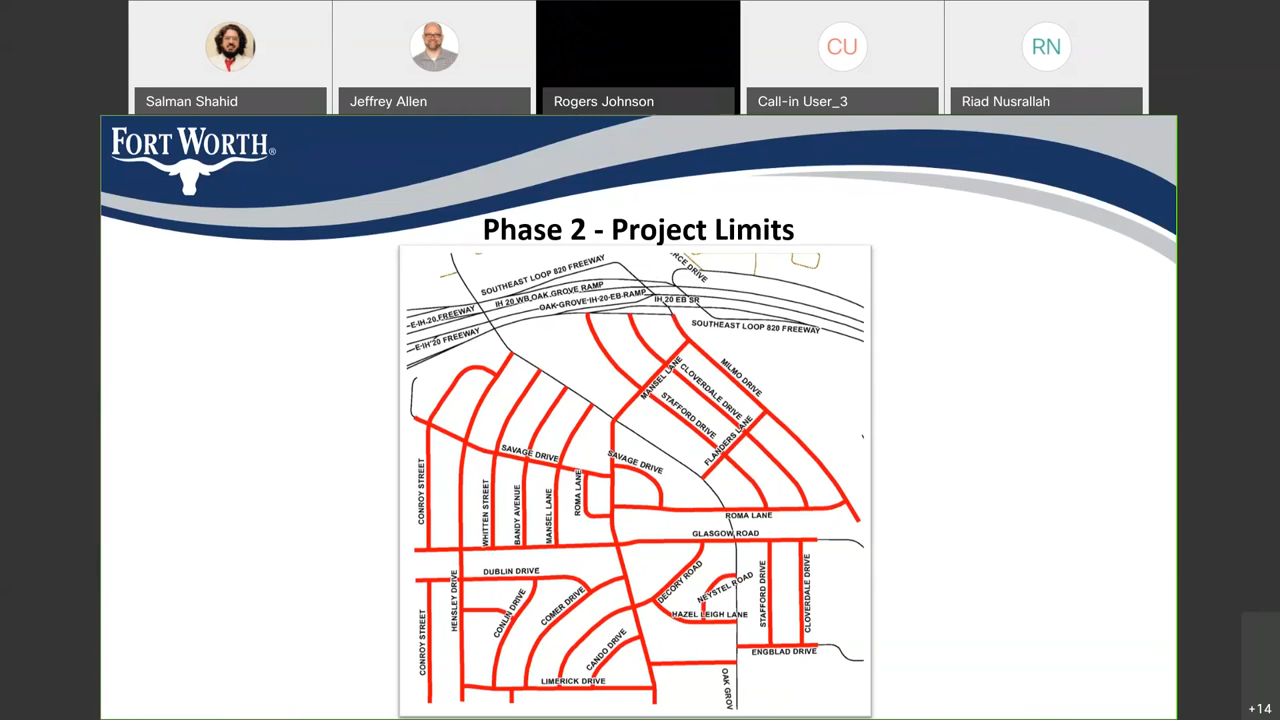 CU
RN
Salman Shahid
Jeffrey Allen
Rogers Johnson
Call-in User_3
Riad Nusrallah
FORT WORTH®
Phase 2 - Project Limits
SOUTHEAST LOOP 820 FREEWAY
IH 20 WB OAK GROVE RAMP
OAK GROVE IH 20 EB RAMP
IH 20 EB SR
SOUTHEAST LOOP 820 FREEWAY
E IH 20 FREEWAY
E IH 20 FREEWAY
RCE DRIVE
MILMO DRIVE
MANSEL LANE
CLOVERDALE DRIVE
STAFFORD DRIVE
FLANDERS LANE
SAVAGE DRIVE
SAVAGE DRIVE
CONROY STREET
WHITTEN STREET
BANDY AVENUE
MANSEL LANE
ROMA LANE
ROMA LANE
GLASGOW ROAD
DUBLIN DRIVE
HENSLEY DRIVE
CONLIN DRIVE
COMER DRIVE
DECORY ROAD
NEYSTEL ROAD
HAZEL LEIGH LANE
STAFFORD DRIVE
CLOVERDALE DRIVE
CONROY STREET
CANDO DRIVE
ENGBLAD DRIVE
LIMERICK DRIVE
OAK GROV
+14